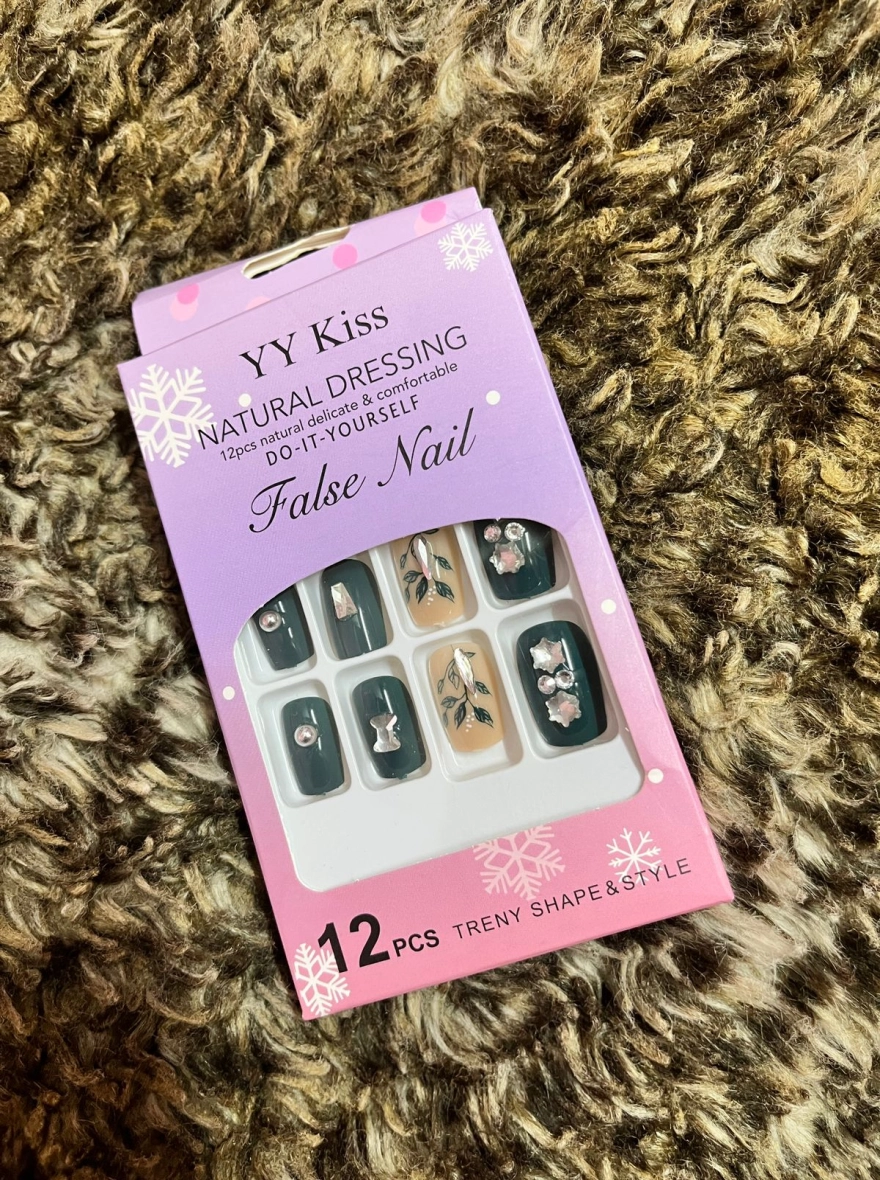 YY Kiss
NATURAL DRESSING
12pcs natural delicate & comfortable
DO-IT-YOURSELF
False Nail
12 PCS TRENY SHAPE & STYLE